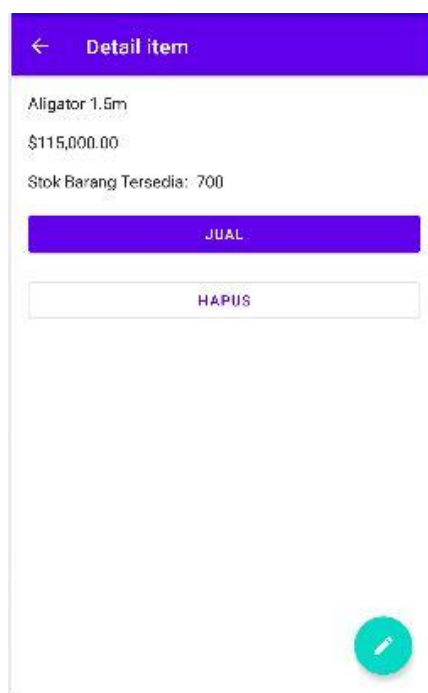 Detail item
Aligator 1.5m
$115,000.00
Stok Barang Tersedia: 700
JUAL
HAPUS